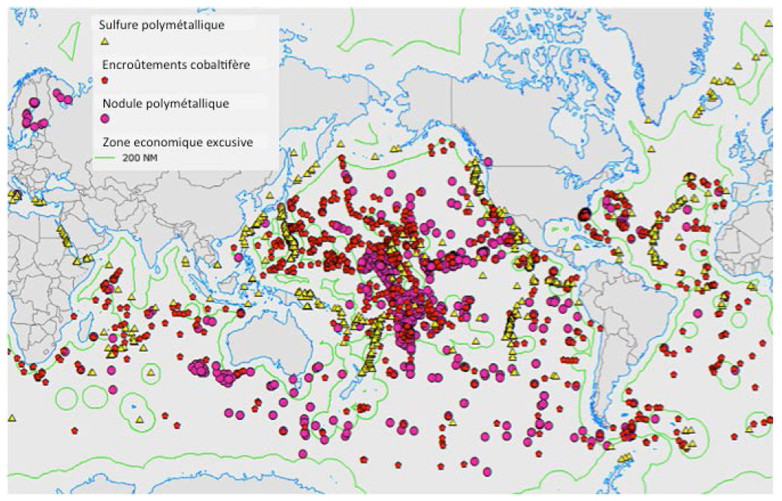 Sulfure polymétallique
Encroûtements cobaltifère
Nodule polymétallique
Zone economique excusive
200 NM